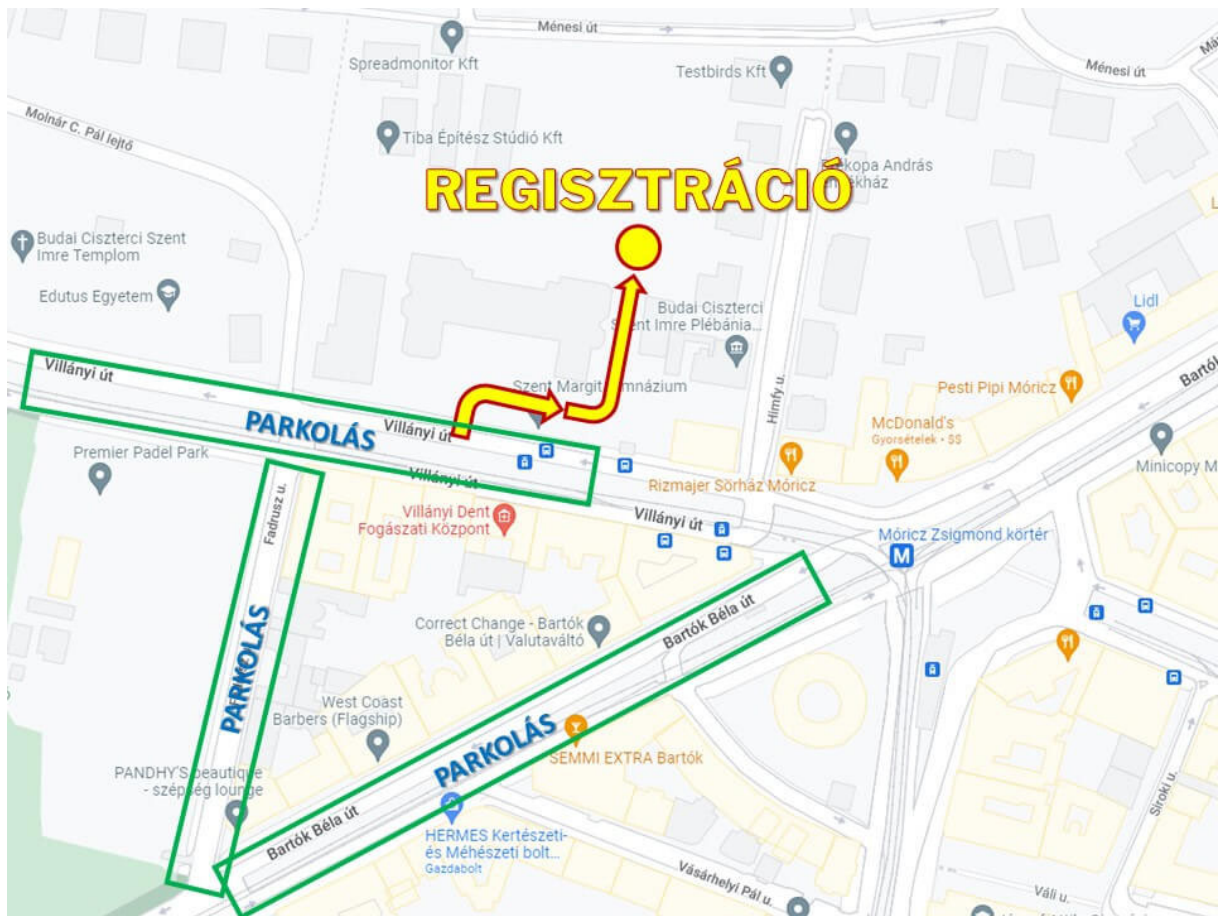 Ménesi út
Spreadmonitor Kft
Testbirds Kft
Ménesi út
Molnár C. Pál lejtő
Tiba Építész Stúdió Kft
András
REGISZTRÁCIÓ
Budai Ciszterci Szent
Imre Templom
Edutus Egyetem
Budai Ciszterci
Szent Imre Plébánia...
Lidl
Villányi út
Szent Margit
Pesti Pipi Móricz
Bartók
Himfy u.
McDonald's
Gyorsételek • $$
PARKOLÁS
Villányi út
Premier Padel Park
Villányi út
Rizmajer Sörház Móricz
Minicopy M
Fadrusz u.
Villányi Dent
Fogászati Központ
Villányi út
Móricz Zsigmond körtér
M
Correct Change - Bartók
Béla út | Valutaváltó
Bartók Béla út
PARKOLÁS
West Coast
Barbers (Flagship)
PARKOLÁS
SEMMI EXTRA Bartók
PANDHY'S beautique
- szépség lounge
Siroki u.
Bartók Béla út
HERMES Kertészeti-
és Méhészeti bolt...
Gazdabolt
Vásárhelyi Pál u.
Váli u.